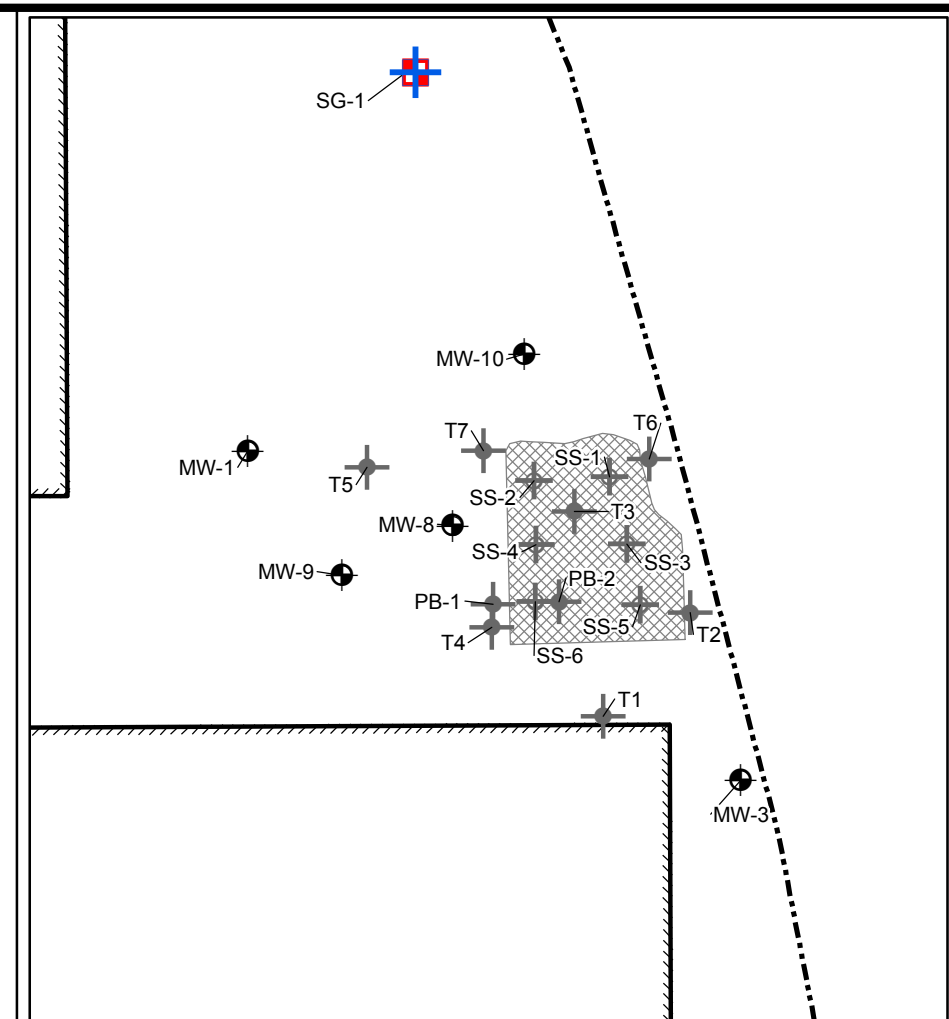 SG-1
MW-10
T6
T7
SS-1
MW-1
T5
SS-2
T3
MW-8
SS-4
SS-3
MW-9
PB-2
PB-1
SS-5
T2
T4
SS-6
T1
MW-3